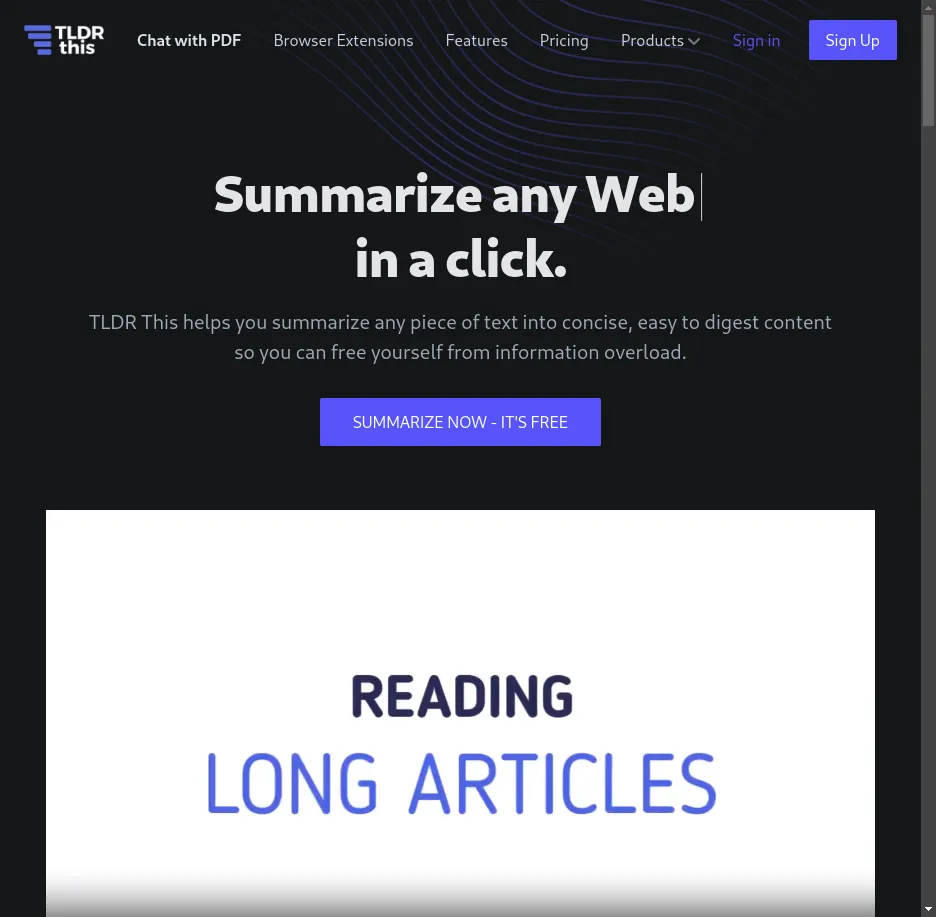 TLDR
this
Chat with PDF
Browser Extensions
Features
Pricing
Products
Sign in
Sign Up
Summarize any Web
in a click.
TLDR This helps you summarize any piece of text into concise, easy to digest content
so you can free yourself from information overload.
SUMMARIZE NOW - IT'S FREE
READING
LONG ARTICLES